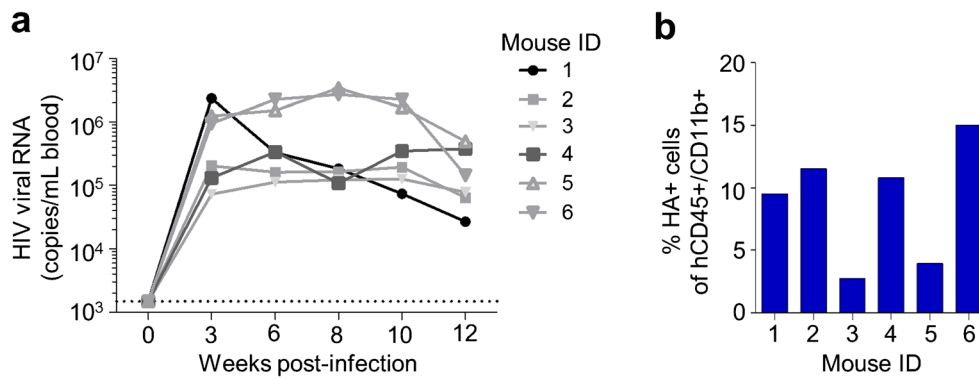 a
HIV viral RNA
(copies/mL blood)
10⁷
10⁶
10⁵
10⁴
10³
0 3 6 8 10 12
Weeks post-infection
Mouse ID
1
2
3
4
5
6
b
% HA+ cells
of hCD45+/CD11b+
20
15
10
5
0
1 2 3 4 5 6
Mouse ID